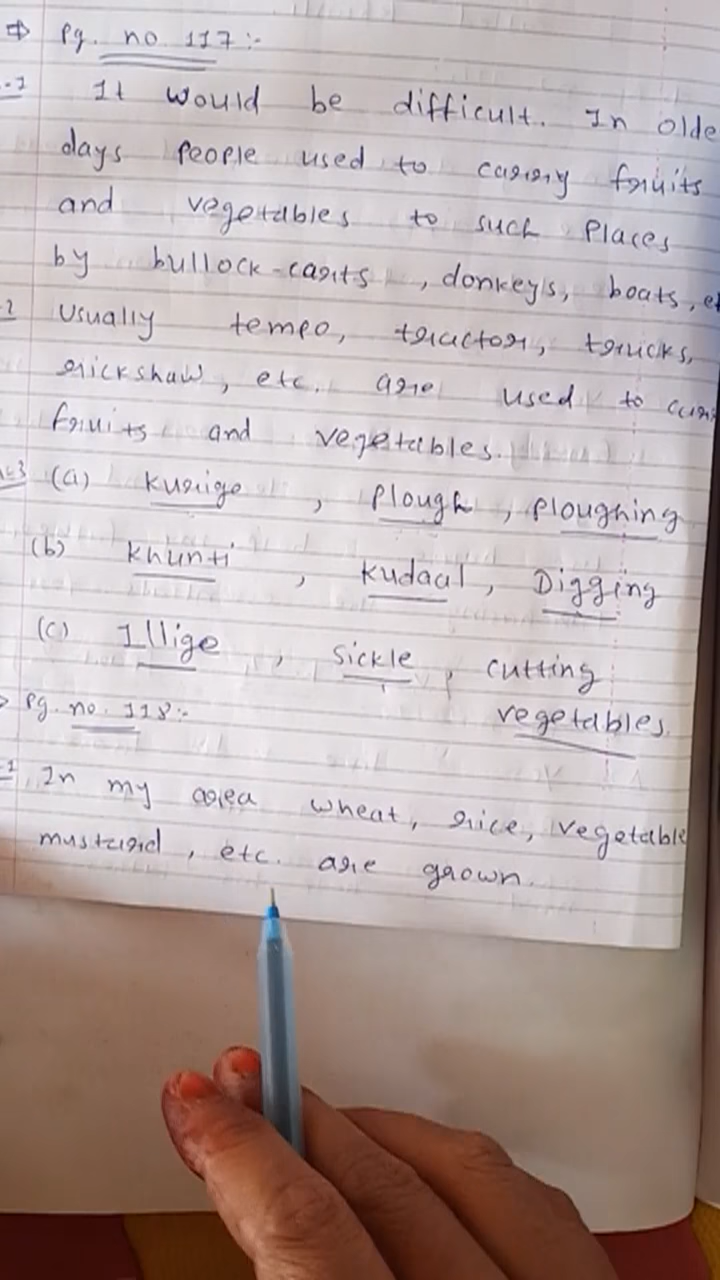 ⇒ Pg. no 117:-
It would be difficult. In olde
days People used to carry fruits
and vegetables to such Places
by bullock-carts, donkeys, boats, et
Usually tempo, tractor, trucks,
rickshaw, etc. are used to carr
fruits and vegetables.
(a) Kurige, Plough, Ploughing
(b) Khunti, Kudaal, Digging
(c) Illige, Sickle, cutting
vegetables
Pg. no. 118:-
In my area wheat, rice, vegetable
mustard, etc. are grown.